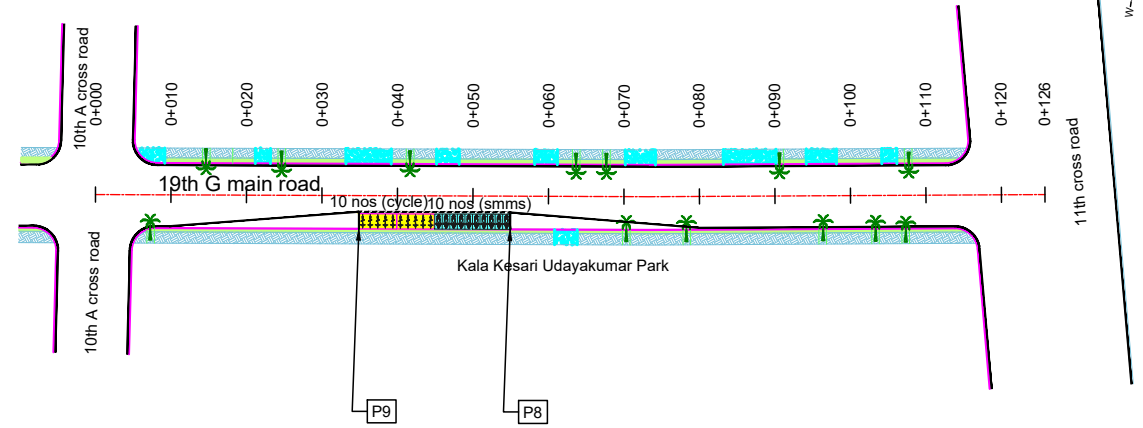 W
10th A cross road
0+000
0+010
0+020
0+030
0+040
0+050
0+060
0+070
0+080
0+090
0+100
0+110
0+120
0+126
11th cross road
19th G main road
10 nos (cycle)
10 nos (smms)
Kala Kesari Udayakumar Park
10th A cross road
P9
P8